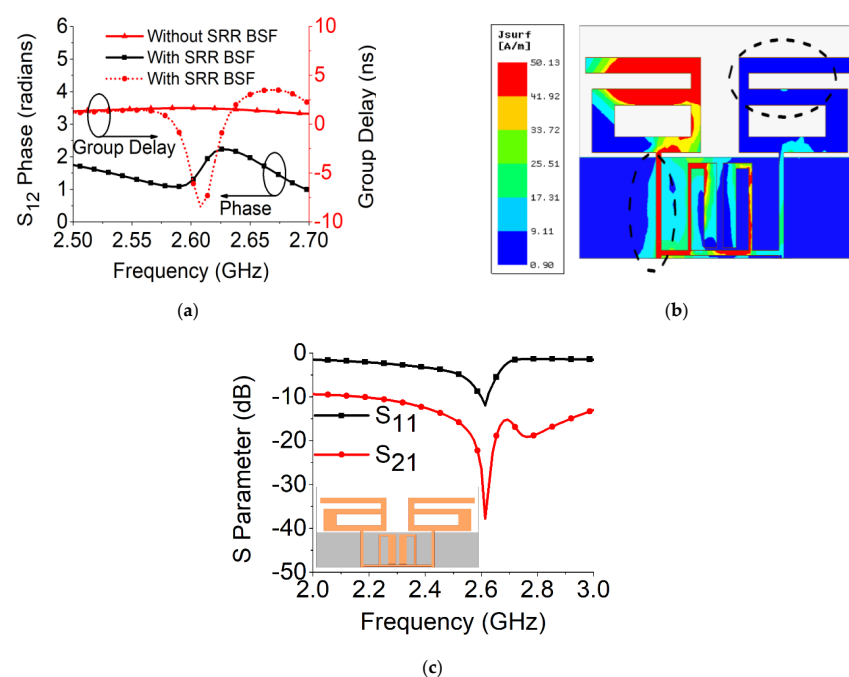 (a)
6
5
4
3
2
1
0
S12 Phase (radians)
Without SRR BSF
With SRR BSF
With SRR BSF
Group Delay
Phase
10
5
0
-5
-10
Group Delay (ns)
2.50 2.55 2.60 2.65 2.70
Frequency (GHz)
(b)
Jsurf
[A/m]
50.13
41.92
33.72
25.51
17.31
9.11
0.90
(c)
0
-10
-20
-30
-40
-50
S Parameter (dB)
S11
S21
2.0 2.2 2.4 2.6 2.8 3.0
Frequency (GHz)